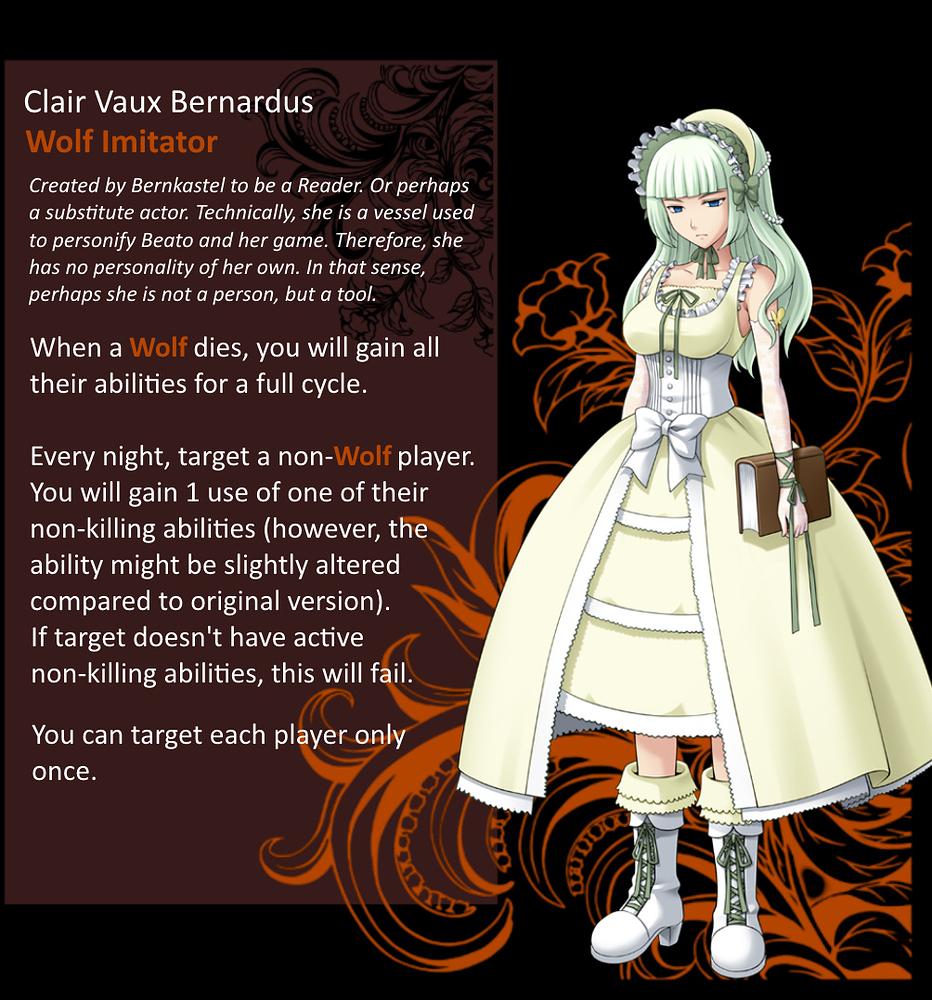 Clair Vaux Bernardus
Wolf Imitator
Created by Bernkastel to be a Reader. Or perhaps
a substitute actor. Technically, she is a vessel used
to personify Beato and her game. Therefore, she
has no personality of her own. In that sense,
perhaps she is not a person, but a tool.
When a Wolf dies, you will gain all
their abilities for a full cycle.
Every night, target a non-Wolf player.
You will gain 1 use of one of their
non-killing abilities (however, the
ability might be slightly altered
compared to original version).
If target doesn't have active
non-killing abilities, this will fail.
You can target each player only
once.